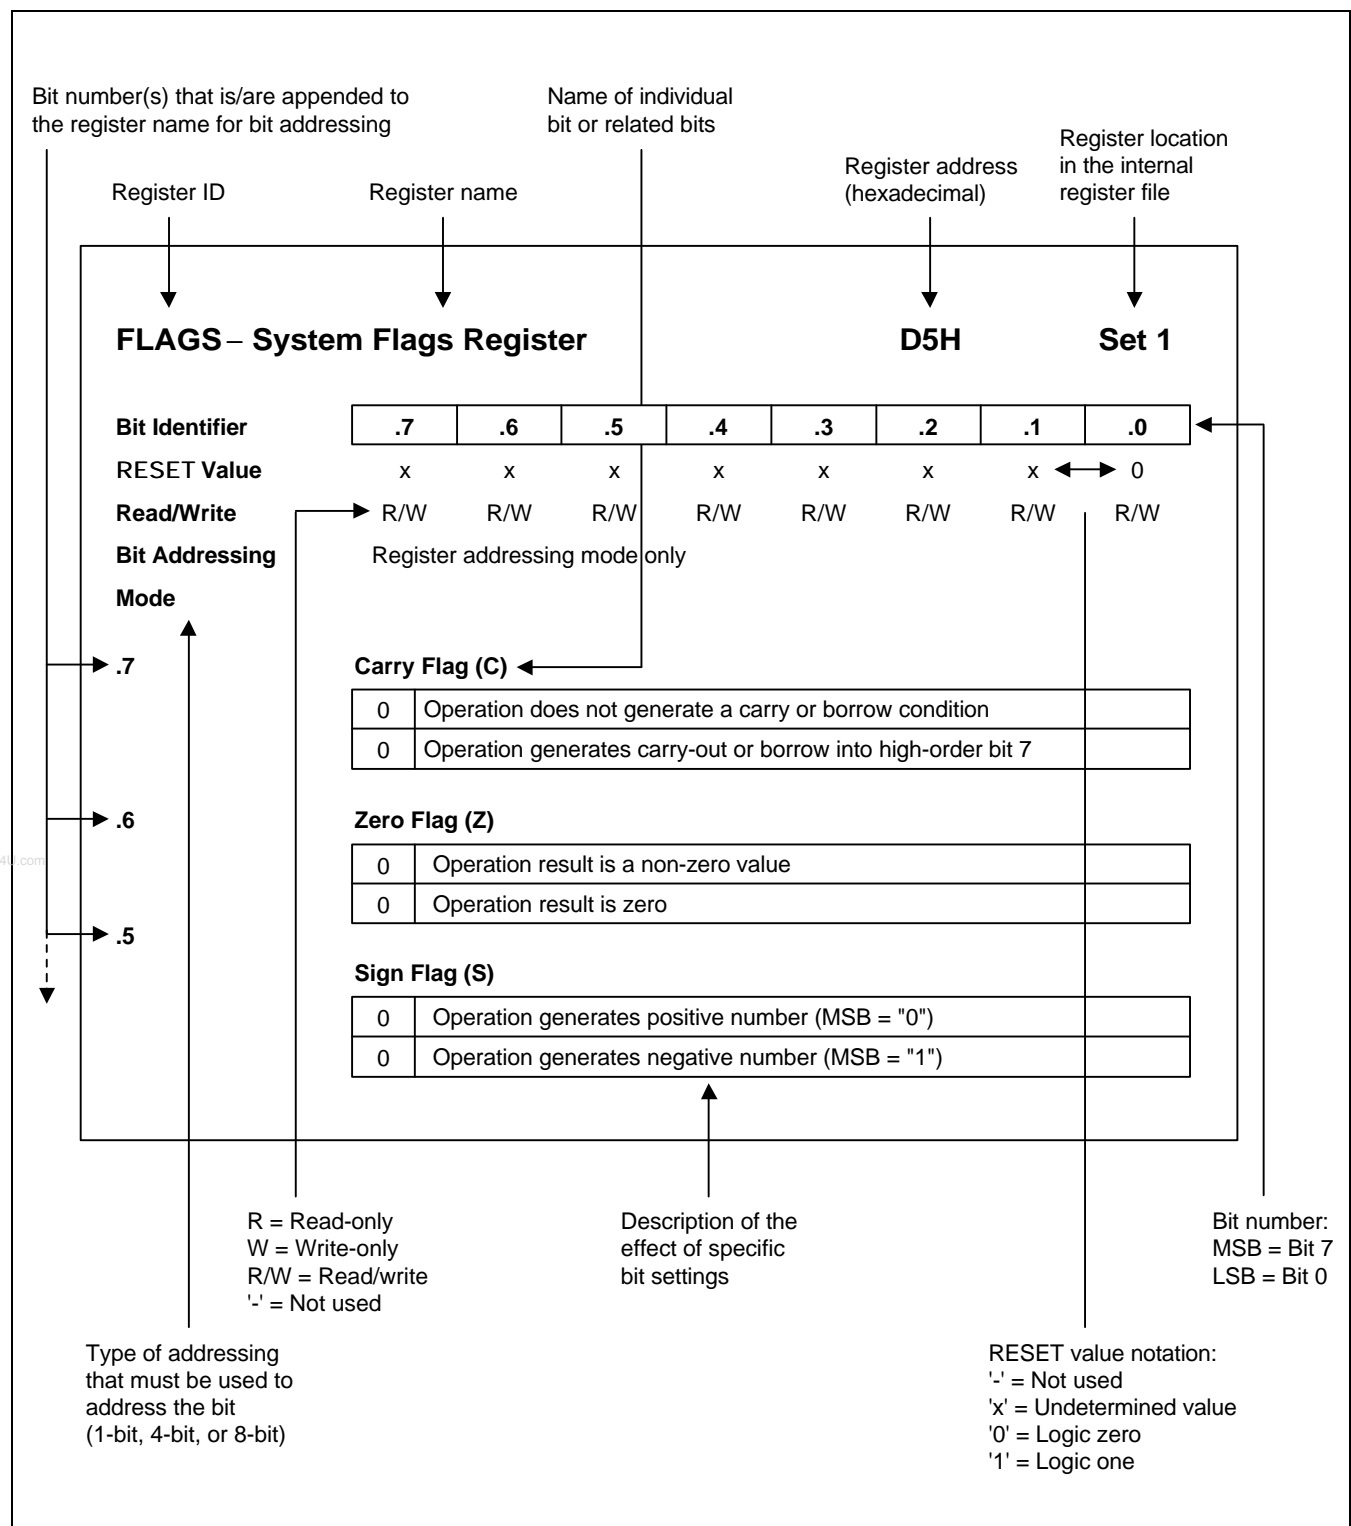 Bit number(s) that is/are appended to
the register name for bit addressing
Name of individual
bit or related bits
Register location
in the internal
register file
Register address
(hexadecimal)
Register ID
Register name
FLAGS – System Flags Register D5H Set 1
Bit Identifier .7 .6 .5 .4 .3 .2 .1 .0
RESET Value x x x x x x x 0
Read/Write R/W R/W R/W R/W R/W R/W R/W R/W
Bit Addressing Register addressing mode only
Mode
.7 Carry Flag (C)
0 Operation does not generate a carry or borrow condition
0 Operation generates carry-out or borrow into high-order bit 7
.6 Zero Flag (Z)
0 Operation result is a non-zero value
4U.com
0 Operation result is zero
.5
Sign Flag (S)
0 Operation generates positive number (MSB = "0")
0 Operation generates negative number (MSB = "1")
R = Read-only
W = Write-only
R/W = Read/write
'-' = Not used
Description of the
effect of specific
bit settings
Bit number:
MSB = Bit 7
LSB = Bit 0
Type of addressing
that must be used to
address the bit
(1-bit, 4-bit, or 8-bit)
RESET value notation:
'-' = Not used
'x' = Undetermined value
'0' = Logic zero
'1' = Logic one